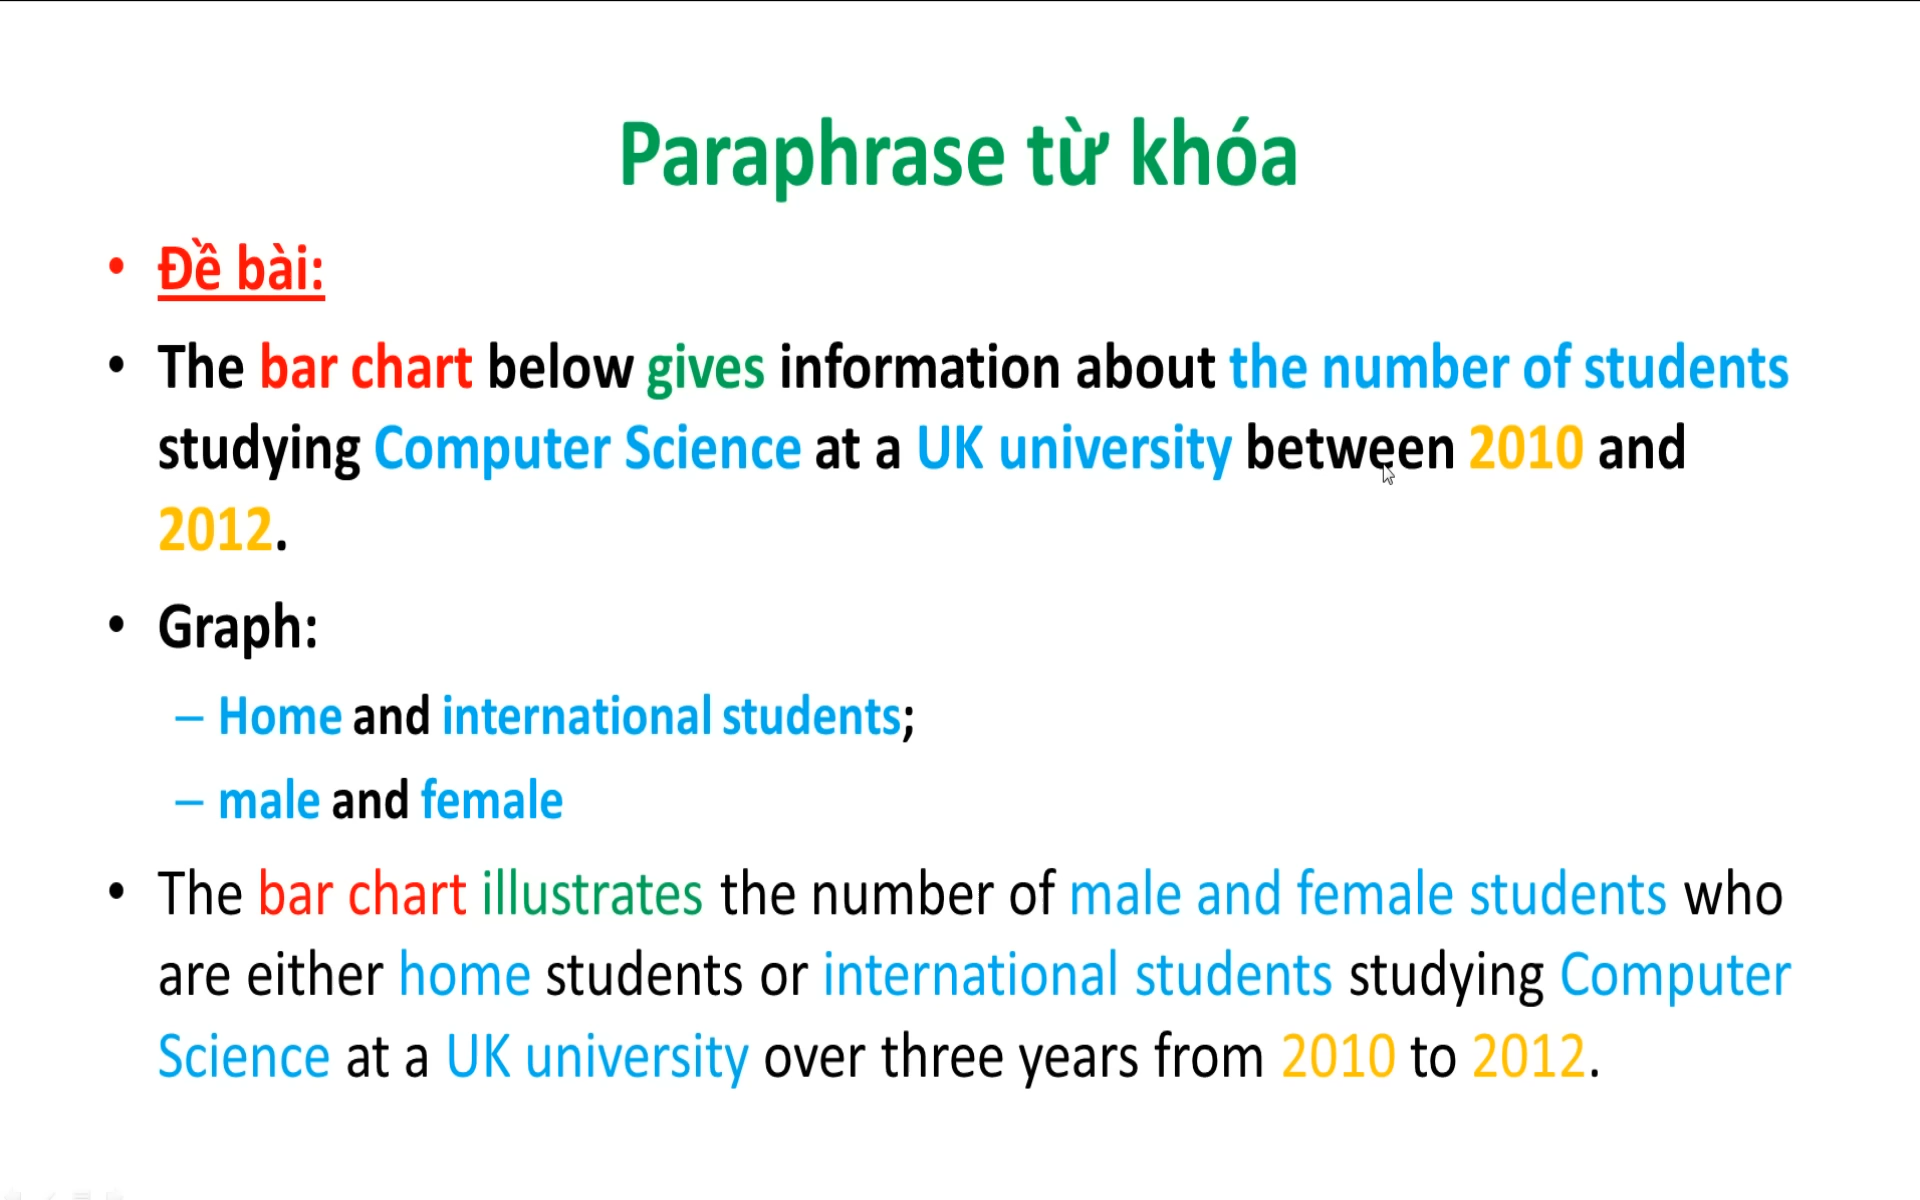 Paraphrase từ khóa
• Đề bài:
• The bar chart below gives information about the number of students
studying Computer Science at a UK university between 2010 and
2012.
• Graph:
– Home and international students;
– male and female
• The bar chart illustrates the number of male and female students who
are either home students or international students studying Computer
Science at a UK university over three years from 2010 to 2012.